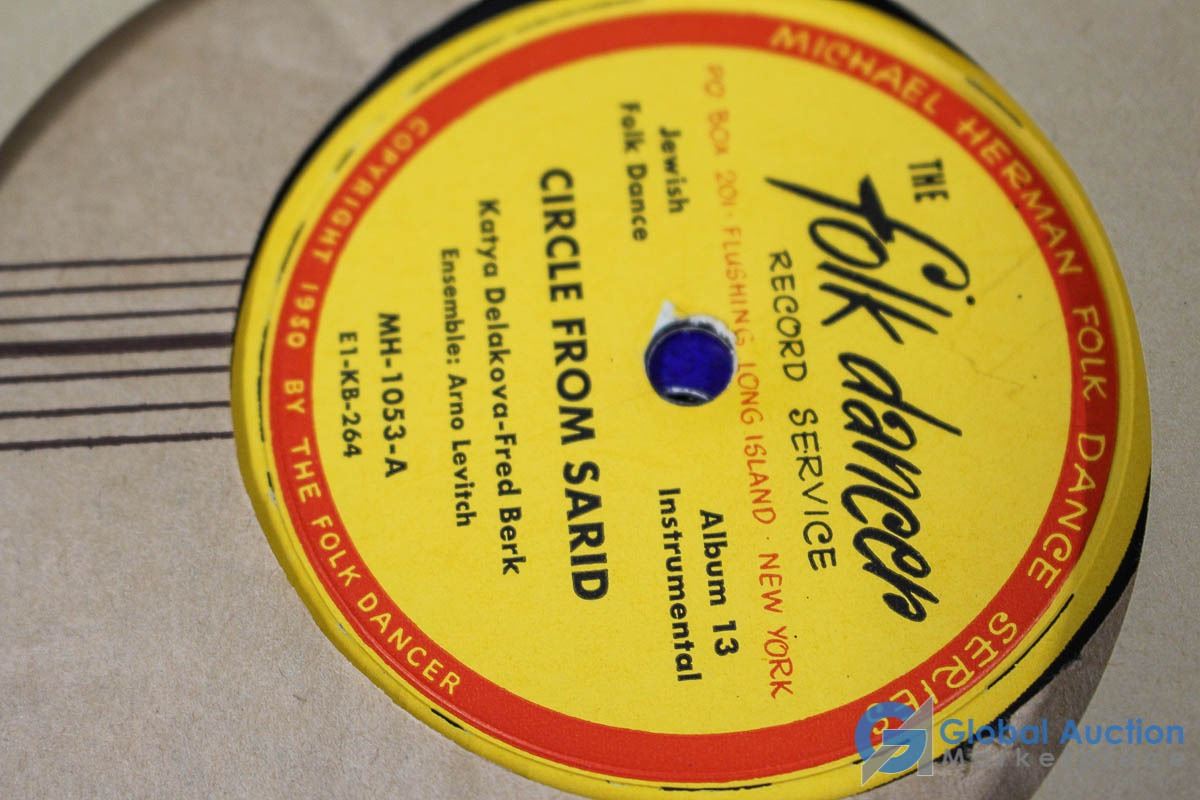 MICHAEL HERMAN FOLK DANCE SERIES
THE
folk dancer
RECORD SERVICE
PO BOX 201 · FLUSHING, LONG ISLAND · NEW YORK
Jewish
Folk Dance
Album 13
Instrumental
CIRCLE FROM SARID
Katya Delakova-Fred Berk
Ensemble: Arno Levitch
MH-1053-A
E1-KB-264
COPYRIGHT 1950 BY THE FOLK DANCER
Global Auction
Marketplace